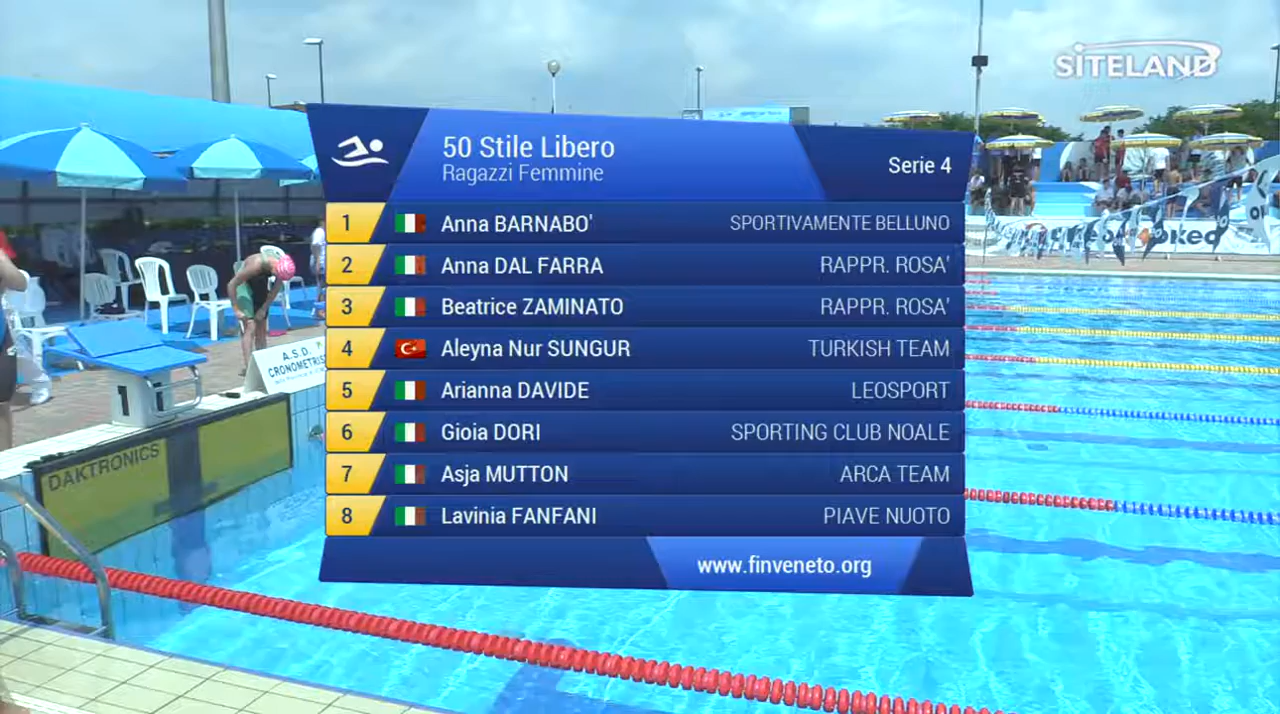 SITELAND
50 Stile Libero
Ragazzi Femmine
Serie 4
1 Anna BARNABO' SPORTIVAMENTE BELLUNO
2 Anna DAL FARRA RAPPR. ROSA'
3 Beatrice ZAMINATO RAPPR. ROSA'
4 Aleyna Nur SUNGUR TURKISH TEAM
5 Arianna DAVIDE LEOSPORT
6 Gioia DORI SPORTING CLUB NOALE
7 Asja MUTTON ARCA TEAM
8 Lavinia FANFANI PIAVE NUOTO
www.finveneto.org
A.S.D.
CRONOMETRIS
1
DAKTRONICS